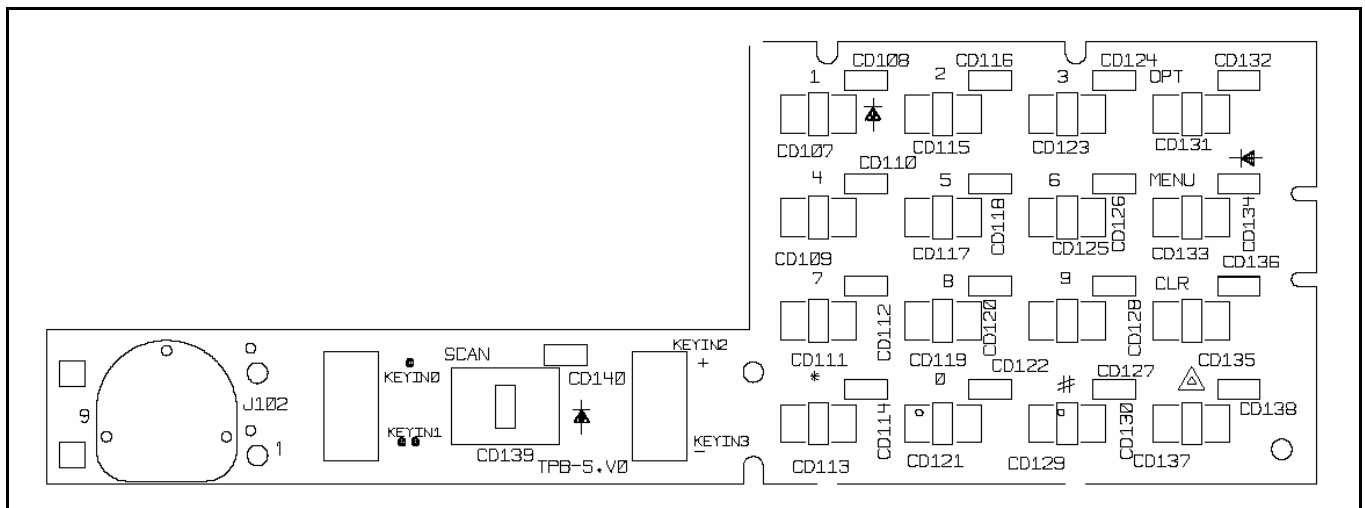 CD108 CD116 CD124 CD132
1 2 3 OPT
CD107 CD115 CD123 CD131
CD110
4 5 6 MENU
CD118 CD126 CD134
CD109 CD117 CD125 CD133
CD136
7 8 9 CLR
CD112 CD120 CD128
CD111 CD119 CD122 CD135
CD127
* 0 #
CD114 CD130 CD138
CD113 CD121 CD129 CD137
9
J102
1
KEYIN0
KEYIN1
SCAN
CD140
CD139
TPB-5.V0
KEYIN2
+
KEYIN3
-